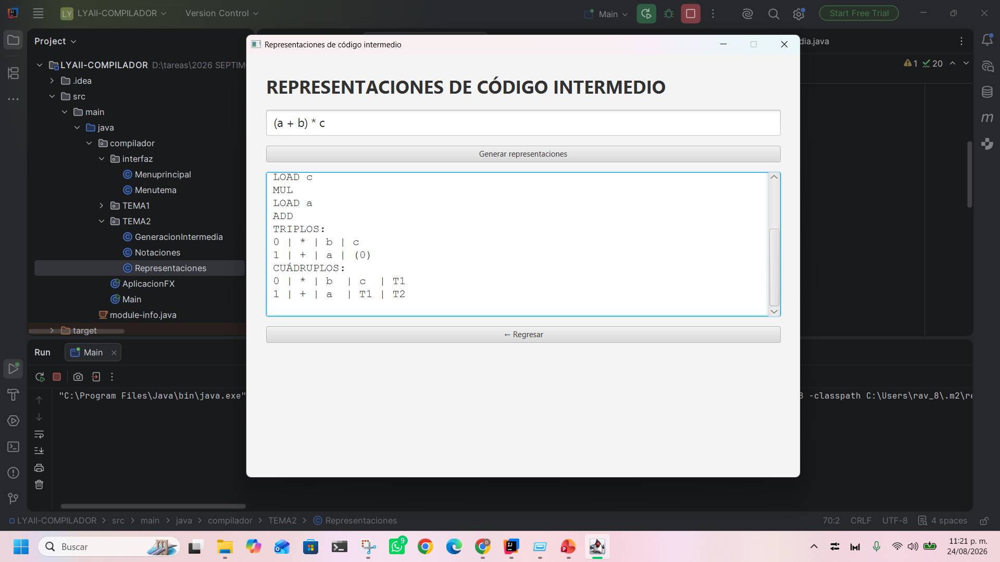 LY LYAII-COMPILADOR
Version Control
Main
Start Free Trial
Project
dia.java
LYAII-COMPILADOR D:\tareas\2026 SEPTIM
1 20
.idea
src
main
java
compilador
interfaz
Menuprincipal
Menutema
TEMA1
TEMA2
GeneracionIntermedia
Notaciones
Representaciones
AplicacionFX
Main
module-info.java
target
Representaciones de código intermedio
REPRESENTACIONES DE CÓDIGO INTERMEDIO
(a + b) * c
Generar representaciones
LOAD c
MUL
LOAD a
ADD
TRIPLOS:
0 | * | b | c
1 | + | a | (0)
CUÁDRUPLOS:
0 | * | b  | c  | T1
1 | + | a  | T1 | T2
← Regresar
Run Main
"C:\Program Files\Java\bin\java.exe"
8 -classpath C:\Users\rav_8\.m2\re
LYAII-COMPILADOR > src > main > java > compilador > TEMA2 > Representaciones
70:2 CRLF UTF-8 4 spaces
Buscar
9
11:21 p. m.
24/08/2026